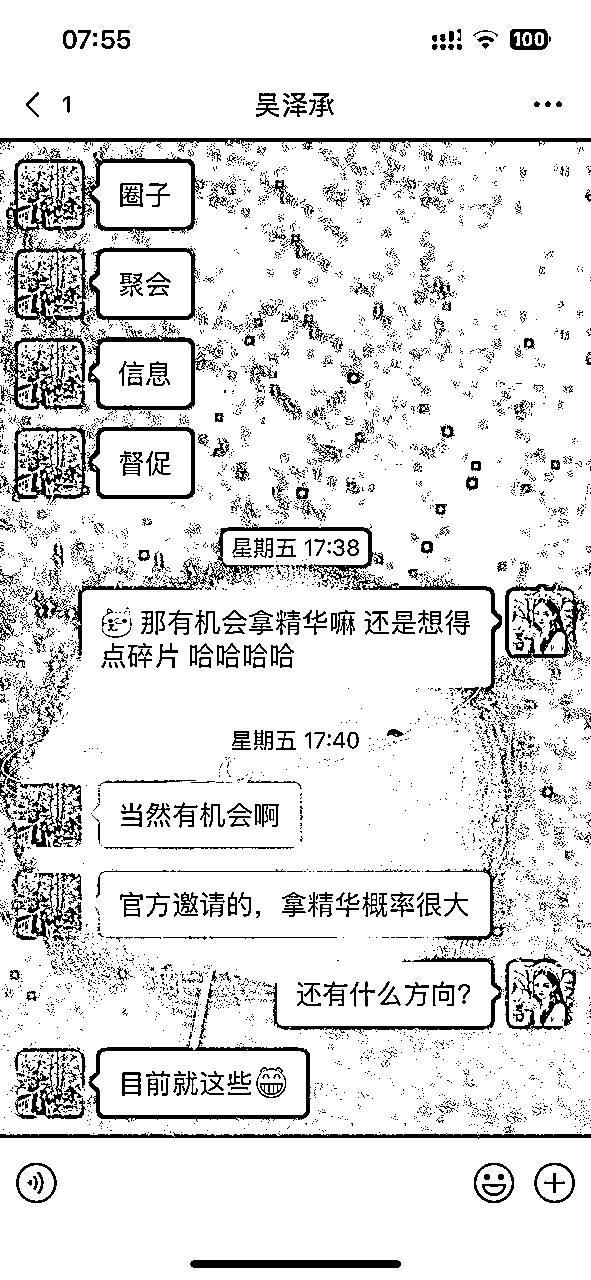 07:55
100
1
吴泽承
圈子
聚会
信息
督促
星期五 17:38
那有机会拿精华嘛 还是想得
点碎片 哈哈哈哈
星期五 17:40
当然有机会啊
官方邀请的，拿精华概率很大
还有什么方向？
目前就这些